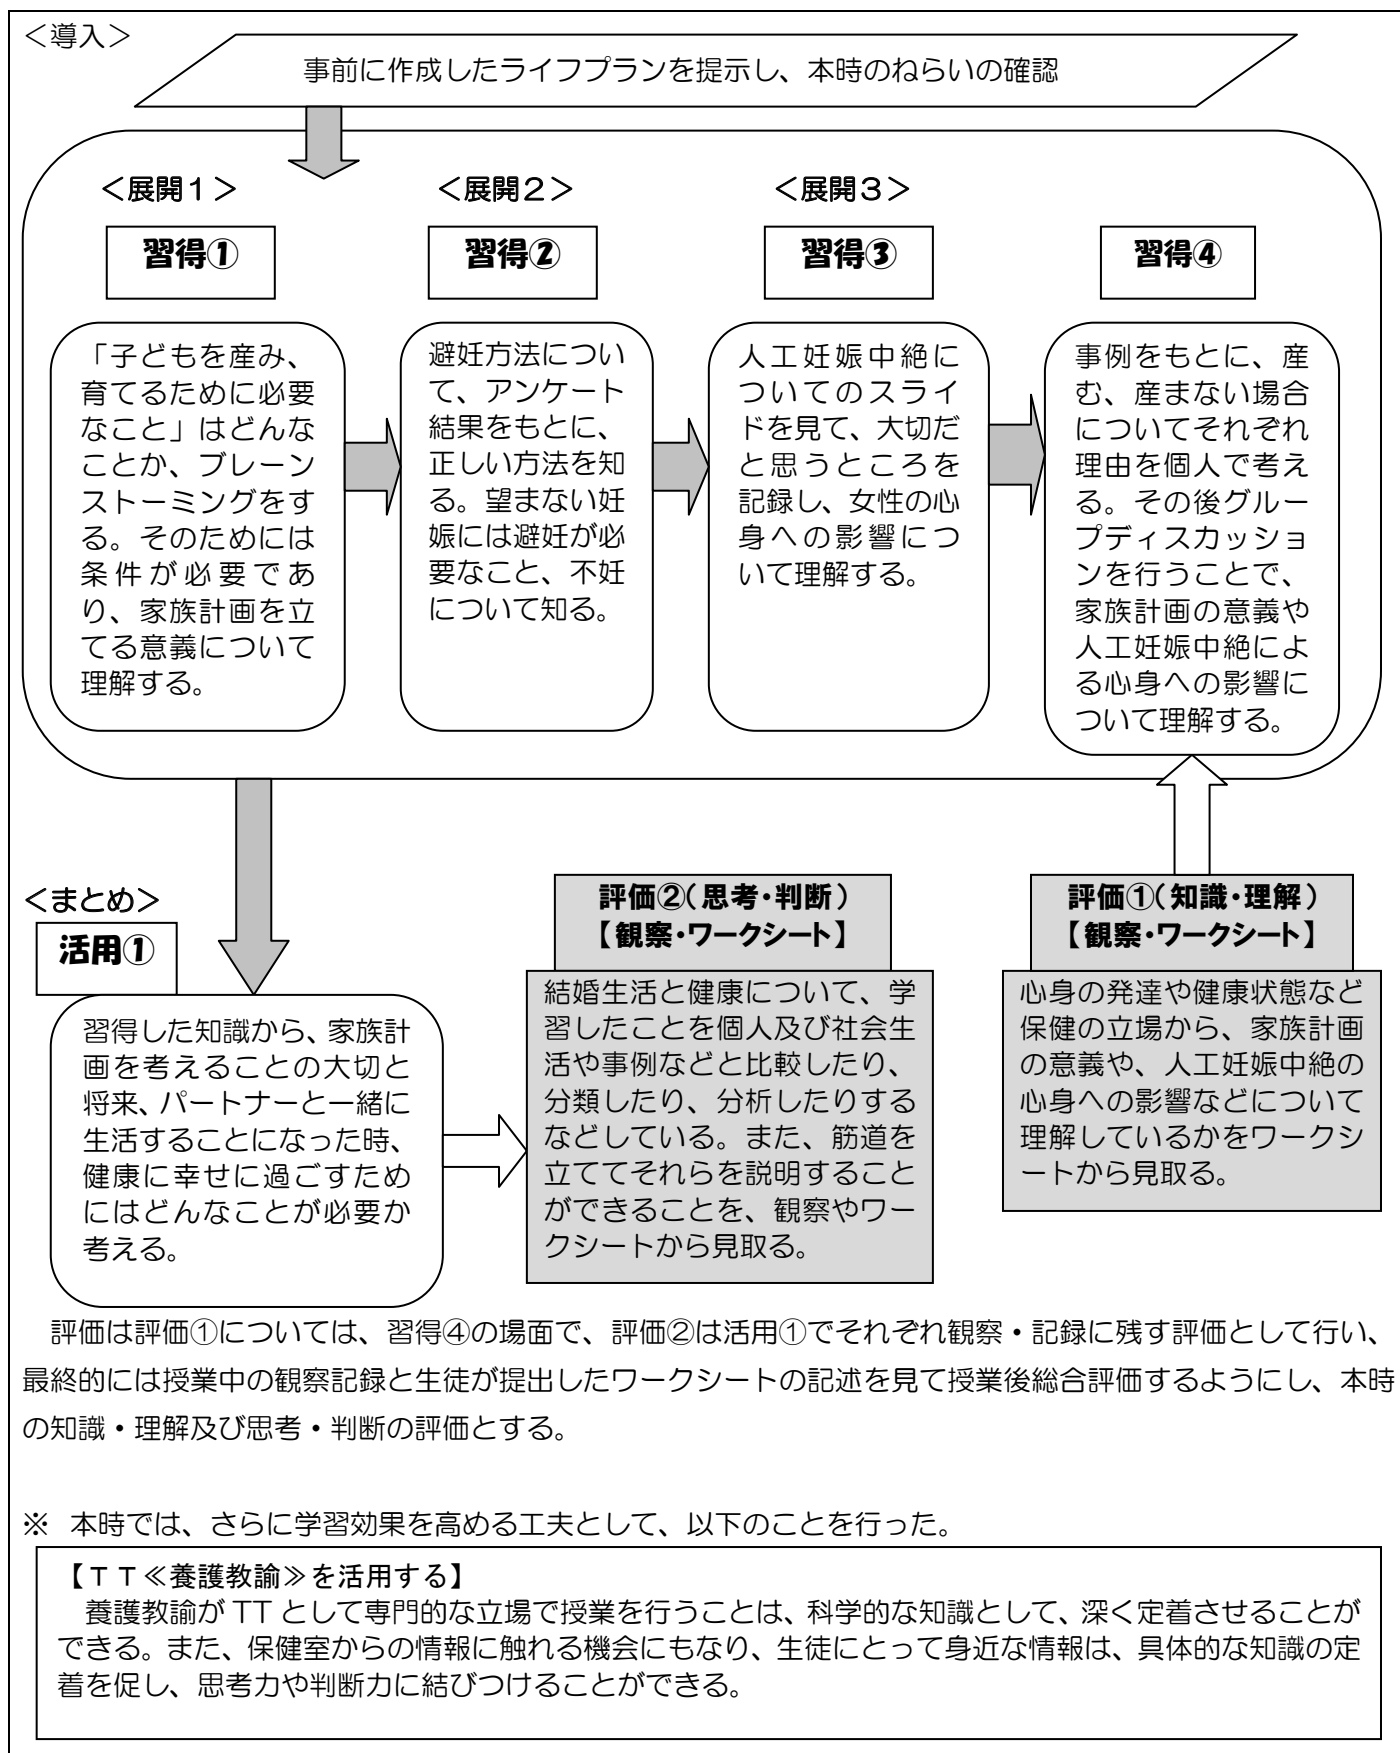 ＜導入＞
事前に作成したライフプランを提示し、本時のねらいの確認
＜展開１＞
習得①
「子どもを産み、
育てるために必要
なこと」はどんな
ことか、ブレーン
ストーミングをす
る。そのためには
条件が必要であ
り、家族計画を立
てる意義について
理解する。
＜展開２＞
習得②
避妊方法につい
て、アンケート
結果をもとに、
正しい方法を知
る。望まない妊
娠には避妊が必
要なこと、不妊
について知る。
＜展開３＞
習得③
人工妊娠中絶に
ついてのスライ
ドを見て、大切だ
と思うところを
記録し、女性の心
身への影響につ
いて理解する。
習得④
事例をもとに、産
む、産まない場合
についてそれぞれ
理由を個人で考え
る。その後グルー
プディスカッショ
ンを行うことで、
家族計画の意義や
人工妊娠中絶によ
る心身への影響に
ついて理解する。
＜まとめ＞
活用①
習得した知識から、家族計
画を考えることの大切と
将来、パートナーと一緒に
生活することになった時、
健康に幸せに過ごすため
にはどんなことが必要か
考える。
評価②（思考・判断）
【観察・ワークシート】
結婚生活と健康について、学
習したことを個人及び社会生
活や事例などと比較したり、
分類したり、分析したりする
などしている。また、筋道を
立ててそれらを説明すること
ができることを、観察やワー
クシートから見取る。
評価①（知識・理解）
【観察・ワークシート】
心身の発達や健康状態など
保健の立場から、家族計画
の意義や、人工妊娠中絶の
心身への影響などについて
理解しているかをワークシ
ートから見取る。
評価は評価①については、習得④の場面で、評価②は活用①でそれぞれ観察・記録に残す評価として行い、
最終的には授業中の観察記録と生徒が提出したワークシートの記述を見て授業後総合評価するようにし、本時
の知識・理解及び思考・判断の評価とする。
※　本時では、さらに学習効果を高める工夫として、以下のことを行った。
【ＴＴ≪養護教諭≫を活用する】
養護教諭が TT として専門的な立場で授業を行うことは、科学的な知識として、深く定着させることが
できる。また、保健室からの情報に触れる機会にもなり、生徒にとって身近な情報は、具体的な知識の定
着を促し、思考力や判断力に結びつけることができる。